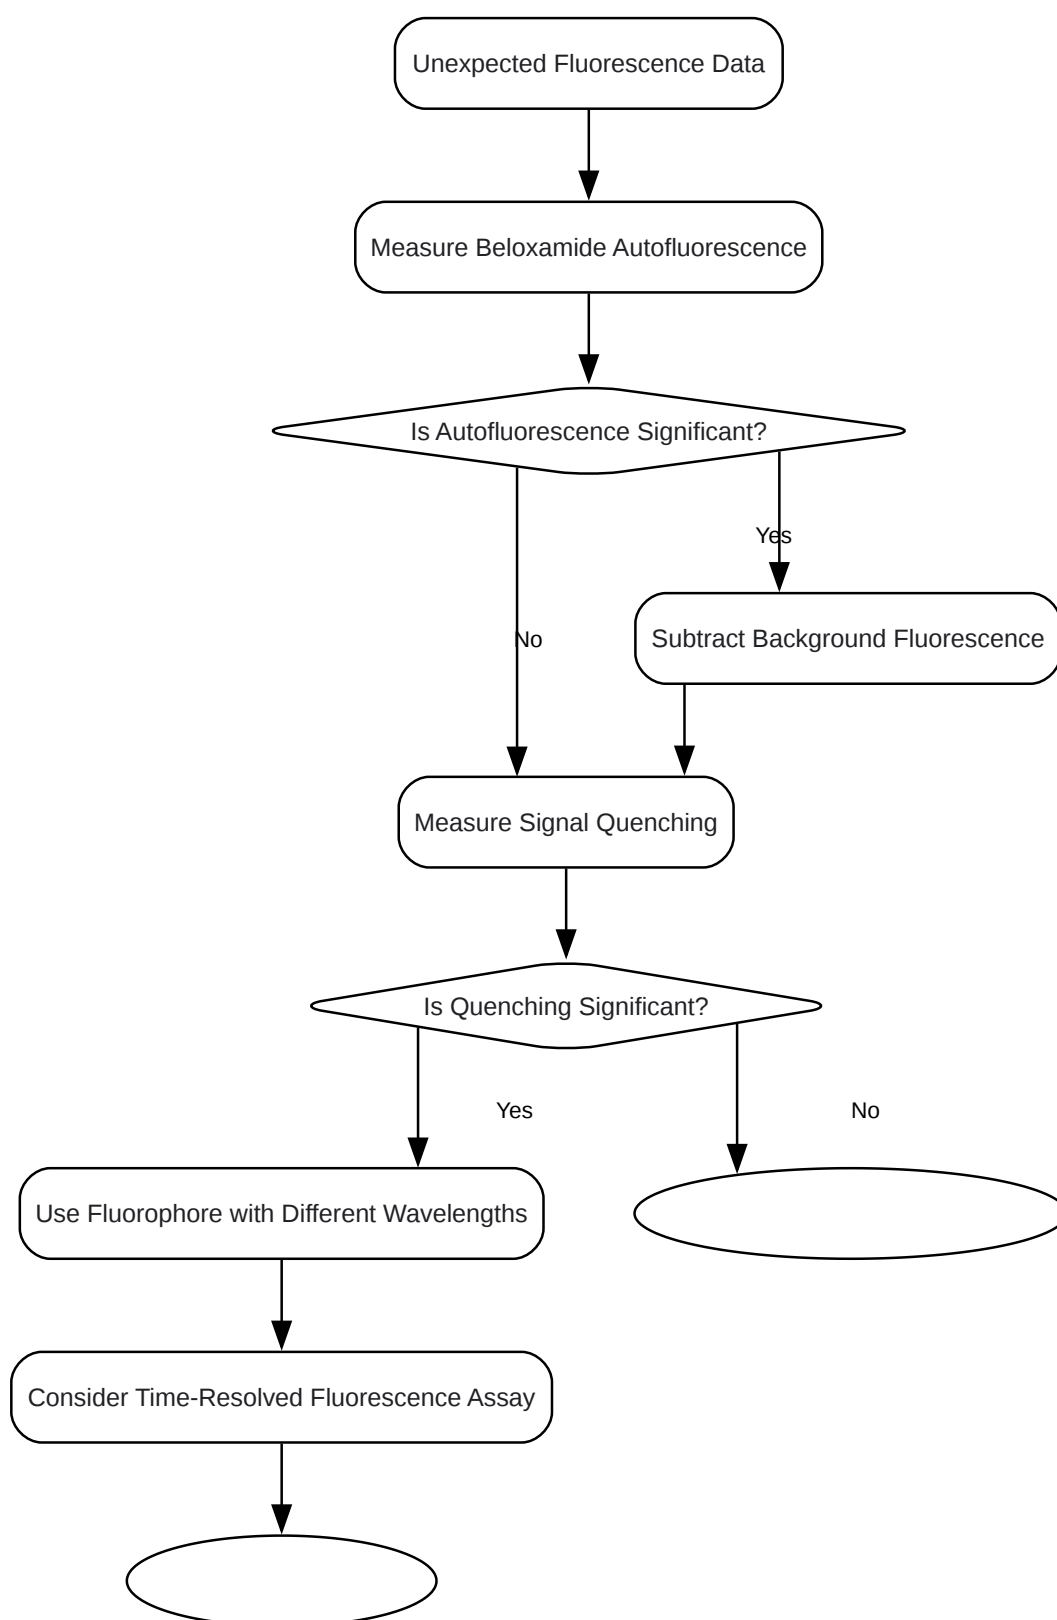 Unexpected Fluorescence Data
Measure Beloxamide Autofluorescence
Is Autofluorescence Significant?
Yes
Subtract Background Fluorescence
No
Measure Signal Quenching
Is Quenching Significant?
Yes
No
Use Fluorophore with Different Wavelengths
Consider Time-Resolved Fluorescence Assay